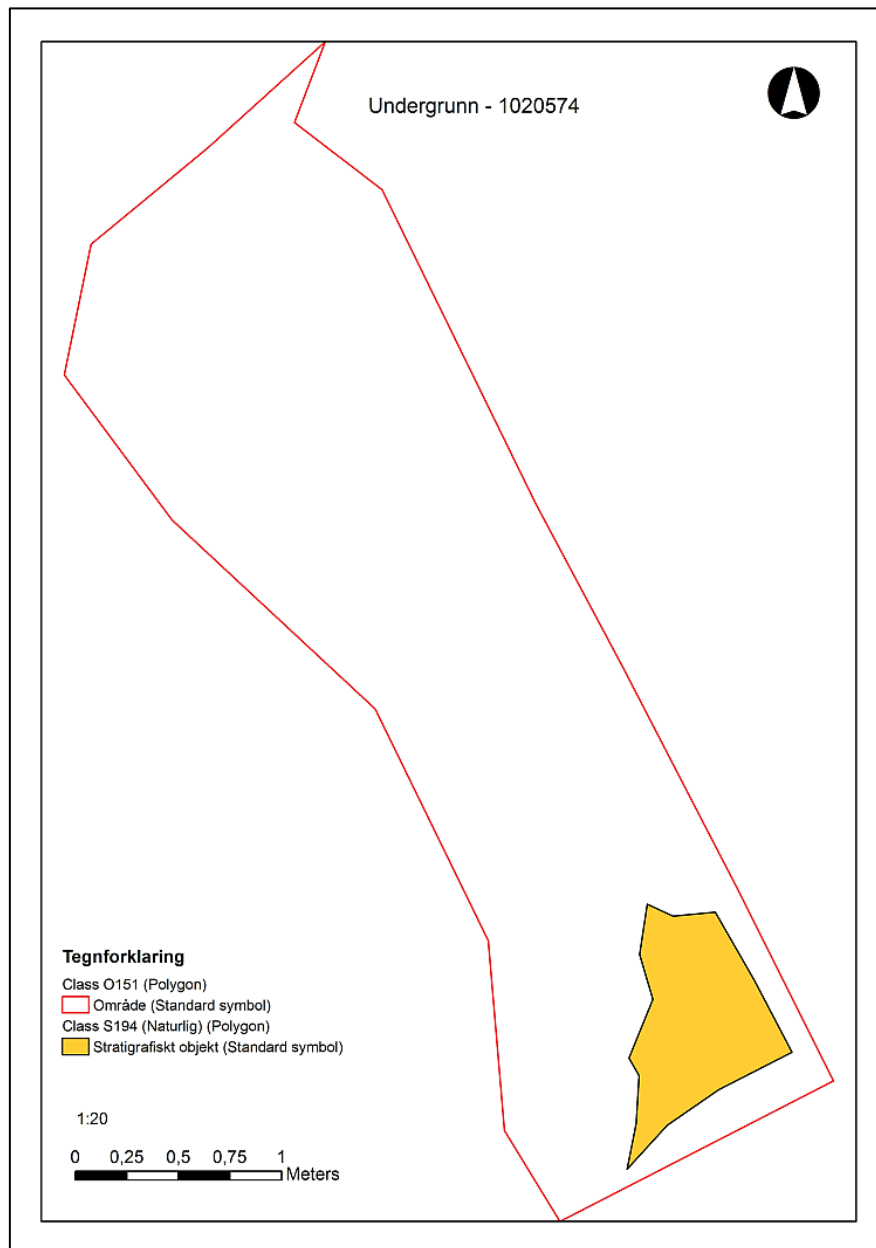 Undergrunn - 1020574
Tegnforklaring
Class O151 (Polygon)
Område (Standard symbol)
Class S194 (Naturlig) (Polygon)
Stratigrafiskt objekt (Standard symbol)
1:20
0 0,25 0,5 0,75 1
Meters